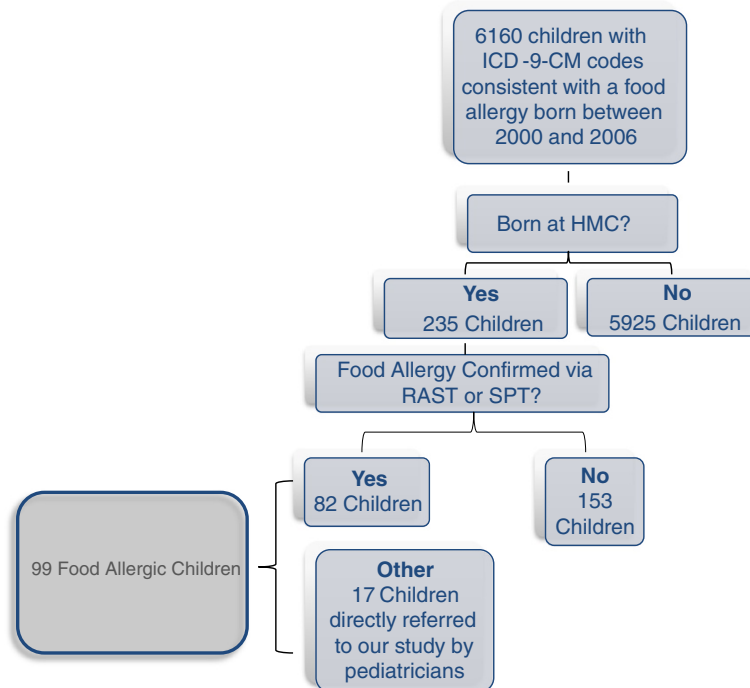 6160 children with
ICD -9-CM codes
consistent with a food
allergy born between
2000 and 2006
Born at HMC?
Yes
235 Children
No
5925 Children
Food Allergy Confirmed via
RAST or SPT?
Yes
82 Children
No
153
Children
99 Food Allergic Children
Other
17 Children
directly referred
to our study by
pediatricians